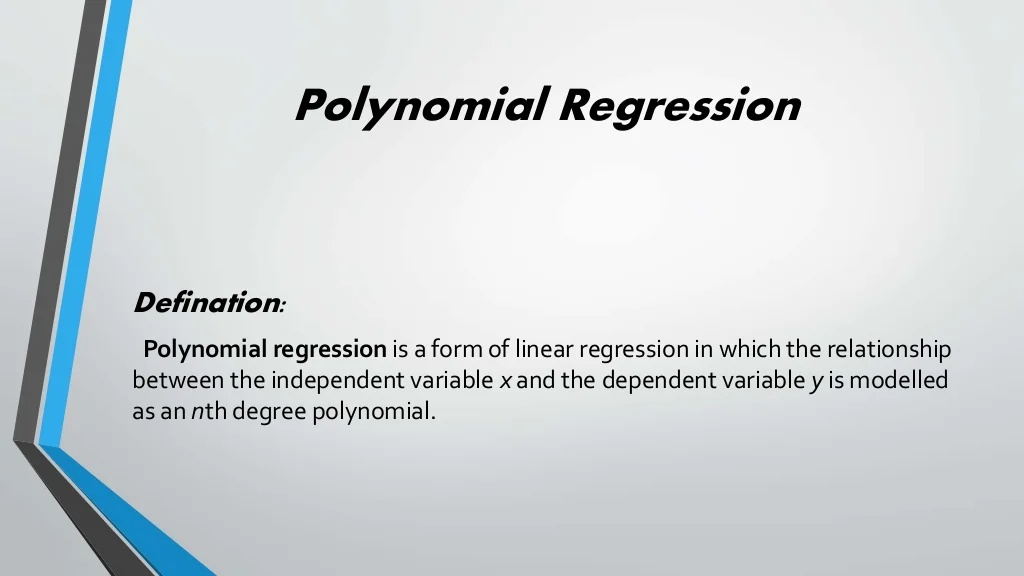 Polynomial Regression
Defination:
Polynomial regression is a form of linear regression in which the relationship
between the independent variable x and the dependent variable y is modelled
as an nth degree polynomial.